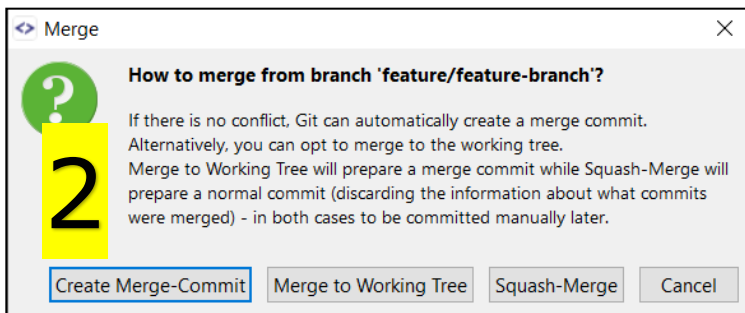 Merge
How to merge from branch 'feature/feature-branch'?
If there is no conflict, Git can automatically create a merge commit.
Alternatively, you can opt to merge to the working tree.
Merge to Working Tree will prepare a merge commit while Squash-Merge will
prepare a normal commit (discarding the information about what commits
were merged) - in both cases to be committed manually later.
2
Create Merge-Commit Merge to Working Tree Squash-Merge Cancel